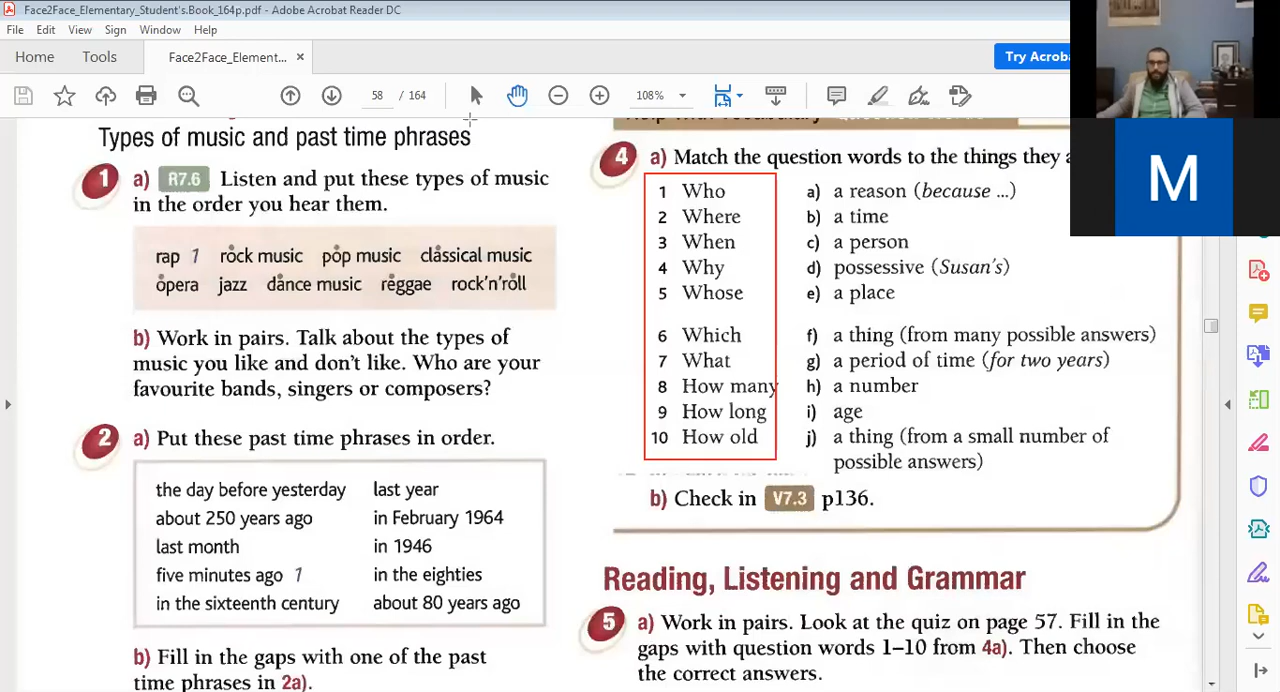 Face2Face_Elementary_Student's.Book_164p.pdf - Adobe Acrobat Reader DC
File Edit View Sign Window Help
Home Tools Face2Face_Element... × Try Acroba
58 / 164 108%
Types of music and past time phrases
1 a) R7.6 Listen and put these types of music
in the order you hear them.
rap 1 rock music pop music classical music
opera jazz dance music reggae rock'n'roll
b) Work in pairs. Talk about the types of
music you like and don't like. Who are your
favourite bands, singers or composers?
2 a) Put these past time phrases in order.
the day before yesterday last year
about 250 years ago in February 1964
last month in 1946
five minutes ago 1 in the eighties
in the sixteenth century about 80 years ago
b) Fill in the gaps with one of the past
time phrases in 2a).
4 a) Match the question words to the things they a
1 Who a) a reason (because ...)
2 Where b) a time
3 When c) a person
4 Why d) possessive (Susan's)
5 Whose e) a place
6 Which f) a thing (from many possible answers)
7 What g) a period of time (for two years)
8 How many h) a number
9 How long i) age
10 How old j) a thing (from a small number of
possible answers)
b) Check in V7.3 p136.
Reading, Listening and Grammar
5 a) Work in pairs. Look at the quiz on page 57. Fill in the
gaps with question words 1–10 from 4a). Then choose
the correct answers.
M